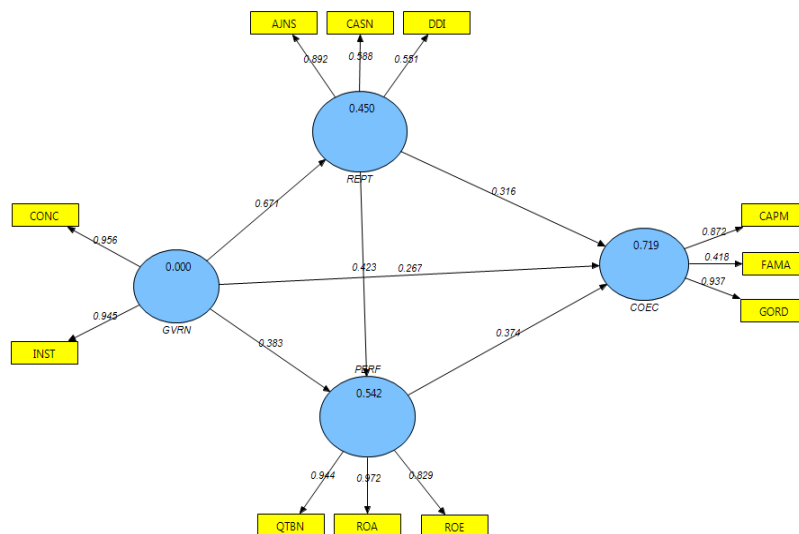 AJNS
CASN
DDI
0.892
0.588
0.551
0.450
REPT
0.671
0.316
CONC
0.956
CAPM
0.872
0.719
0.418
FAMA
0.937
GORD
COEC
0.000
GVRN
0.423
0.267
0.945
INST
0.383
0.374
PERF
0.542
0.944
0.972
0.829
QTBN
ROA
ROE